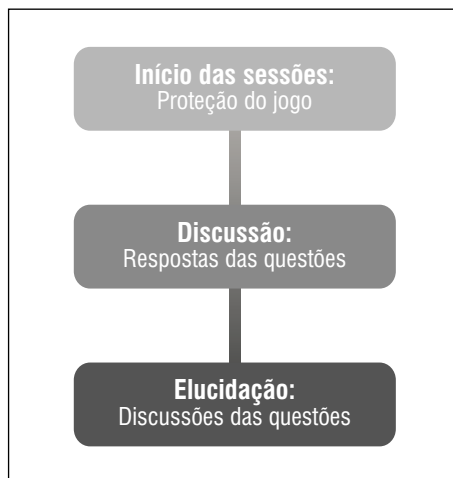 Início das sessões:
Proteção do jogo
Discussão:
Respostas das questões
Elucidação:
Discussões das questões